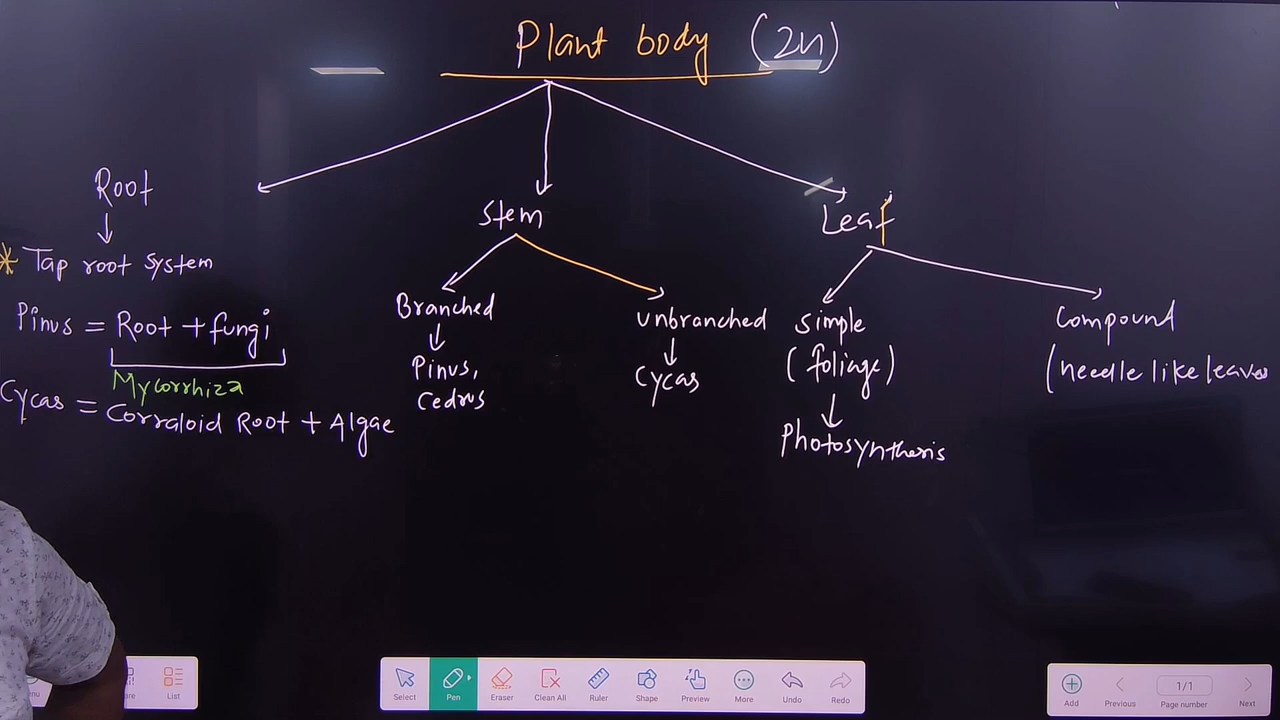 Plant body (2n)
Root
* Tap root system
Pinus = Root + fungi
Mycorrhiza
Cycas = Corraloid Root + Algae
Stem
Branched
Pinus,
Cedrus
unbranched
Cycas
Leaf
Simple
(foliage)
Photosynthesis
Compound
(needle like leaves
List
Select
Pen
Eraser
Clean All
Ruler
Shape
Preview
More
Undo
Redo
Add
Previous
1/1
Page number
Next